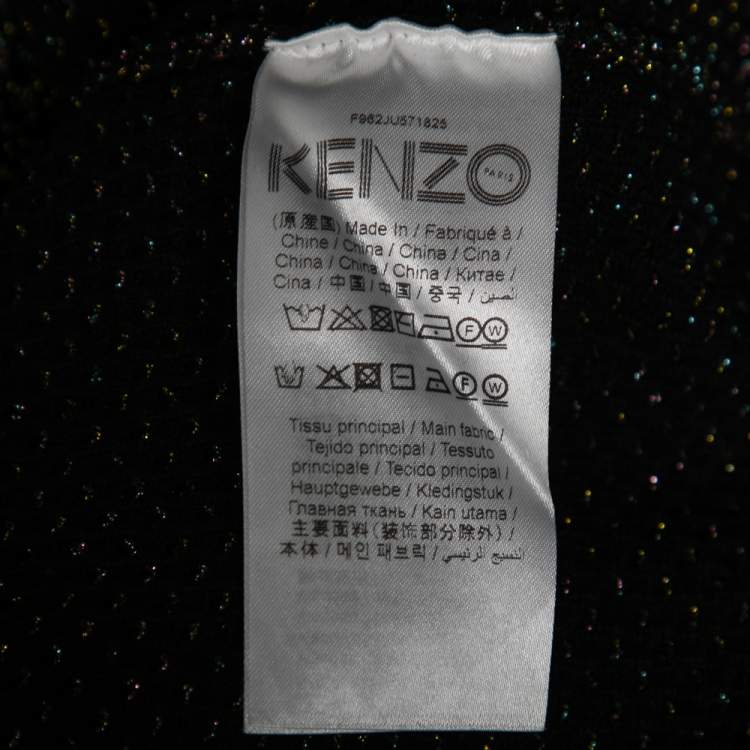 F962JU571825
KENZO
PARIS
(原産国) Made In / Fabriqué à /
Chine / China / China / Cina /
China / China / China / Китае /
Cina / 中国 / 中国 / 중국 / الصين /
F W
F W
Tissu principal / Main fabric /
Tejido principal / Tessuto
principale / Tecido principal /
Hauptgewebe / Kledingstuk /
Главная ткань / Kain utama /
主要面料(装饰部分除外) /
本体 / 메인 패브릭 / النسيج الرئيسي /